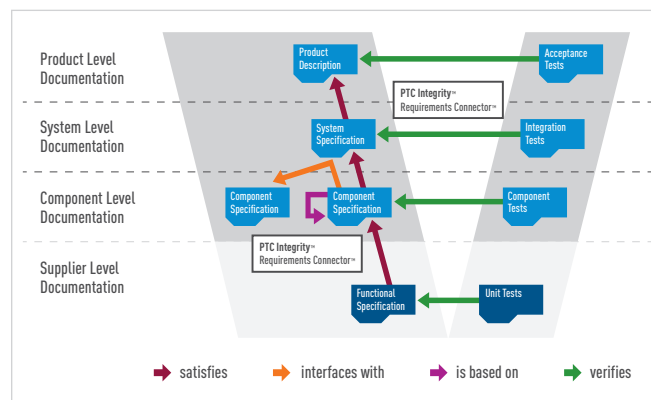 Product Level
Documentation
Product
Description
Acceptance
Tests
PTC Integrity™
Requirements Connector™
System Level
Documentation
System
Specification
Integration
Tests
Component Level
Documentation
Component
Specification
Component
Specification
Component
Tests
PTC Integrity™
Requirements Connector™
Supplier Level
Documentation
Functional
Specification
Unit Tests
satisfies
interfaces with
is based on
verifies